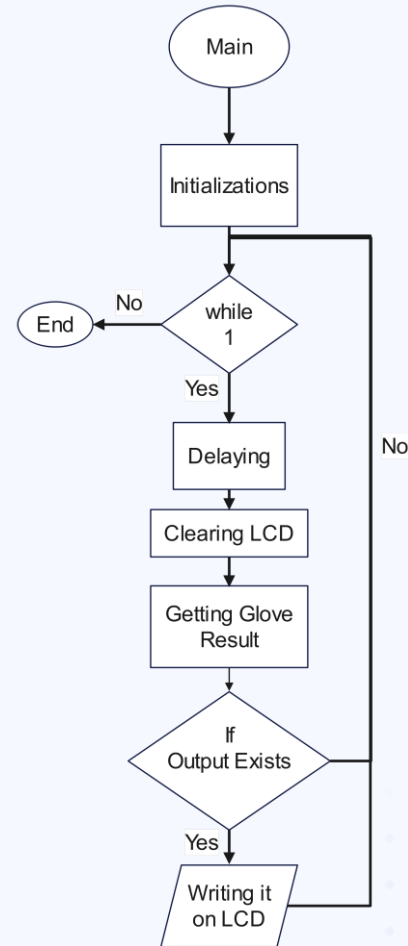 Main
Initializations
while
1
No
End
Yes
Delaying
No
Clearing LCD
Getting Glove
Result
If
Output Exists
Yes
Writing it
on LCD